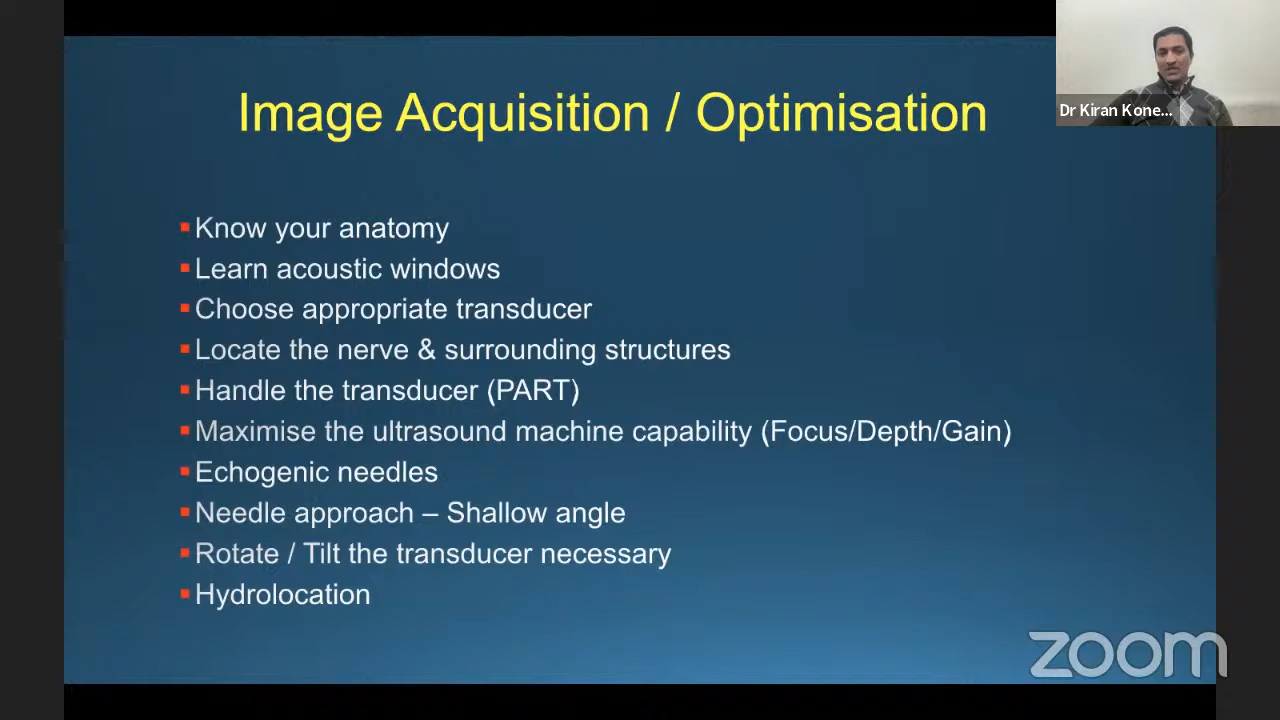 Image Acquisition / Optimisation
Dr Kiran Kone...
Know your anatomy
Learn acoustic windows
Choose appropriate transducer
Locate the nerve & surrounding structures
Handle the transducer (PART)
Maximise the ultrasound machine capability (Focus/Depth/Gain)
Echogenic needles
Needle approach – Shallow angle
Rotate / Tilt the transducer necessary
Hydrolocation
zoom